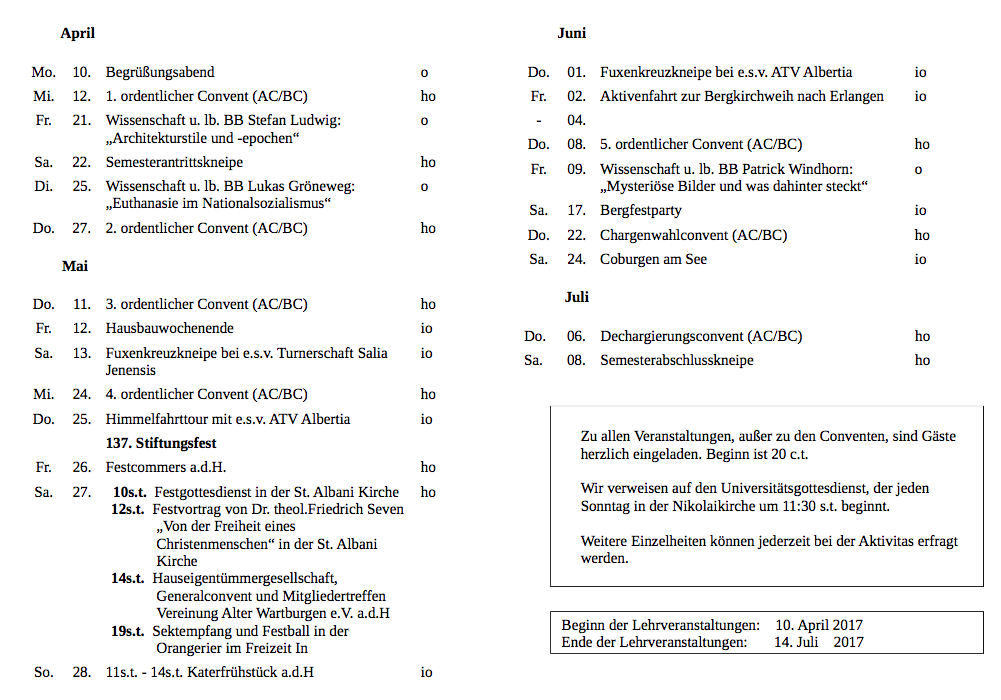 April
Mo. 10. Begrüßungsabend o
Mi. 12. 1. ordentlicher Convent (AC/BC) ho
Fr. 21. Wissenschaft u. lb. BB Stefan Ludwig: o
„Architekturstile und -epochen“
Sa. 22. Semesterantrittskneipe ho
Di. 25. Wissenschaft u. lb. BB Lukas Gröneweg: o
„Euthanasie im Nationalsozialismus“
Do. 27. 2. ordentlicher Convent (AC/BC) ho
Mai
Do. 11. 3. ordentlicher Convent (AC/BC) ho
Fr. 12. Hausbauwochenende io
Sa. 13. Fuxenkreuzkneipe bei e.s.v. Turnerschaft Salia io
Jenensis
Mi. 24. 4. ordentlicher Convent (AC/BC) ho
Do. 25. Himmelfahrttour mit e.s.v. ATV Albertia io
137. Stiftungsfest
Fr. 26. Festcommers a.d.H. ho
Sa. 27. 10s.t. Festgottesdienst in der St. Albani Kirche ho
12s.t. Festvortrag von Dr. theol.Friedrich Seven
„Von der Freiheit eines
Christenmenschen“ in der St. Albani
Kirche
14s.t. Hauseigentümmergesellschaft,
Generalconvent und Mitgliedertreffen
Vereinung Alter Wartburgen e.V. a.d.H
19s.t. Sektempfang und Festball in der
Orangerier im Freizeit In
So. 28. 11s.t. - 14s.t. Katerfrühstück a.d.H io
Juni
Do. 01. Fuxenkreuzkneipe bei e.s.v. ATV Albertia io
Fr. 02. Aktivenfahrt zur Bergkirchweih nach Erlangen io
- 04.
Do. 08. 5. ordentlicher Convent (AC/BC) ho
Fr. 09. Wissenschaft u. lb. BB Patrick Windhorn: o
„Mysteriöse Bilder und was dahinter steckt“
Sa. 17. Bergfestparty io
Do. 22. Chargenwahlconvent (AC/BC) ho
Sa. 24. Coburgen am See io
Juli
Do. 06. Dechargierungsconvent (AC/BC) ho
Sa. 08. Semesterabschlusskneipe ho
Zu allen Veranstaltungen, außer zu den Conventen, sind Gäste
herzlich eingeladen. Beginn ist 20 c.t.
Wir verweisen auf den Universitätsgottesdienst, der jeden
Sonntag in der Nikolaikirche um 11:30 s.t. beginnt.
Weitere Einzelheiten können jederzeit bei der Aktivitas erfragt
werden.
Beginn der Lehrveranstaltungen: 10. April 2017
Ende der Lehrveranstaltungen: 14. Juli 2017